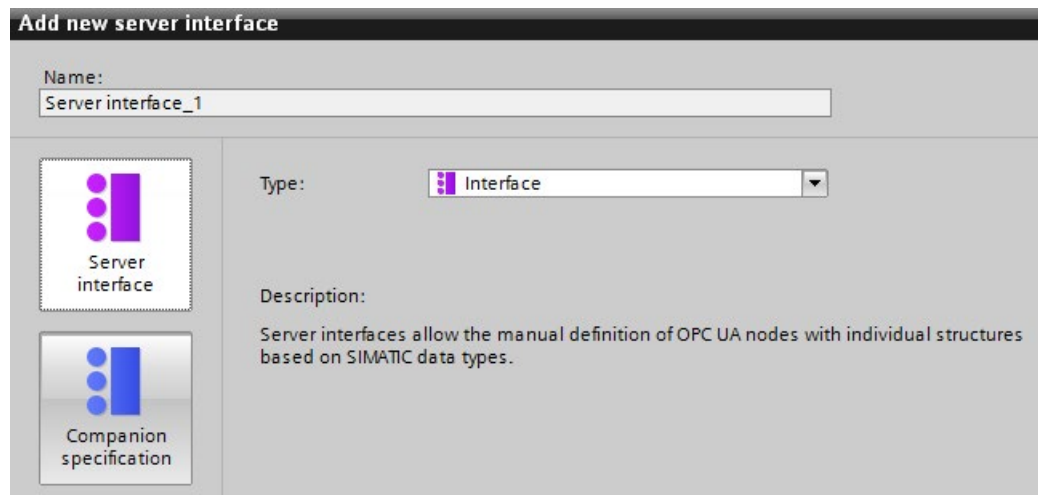 Add new server interface
Name:
Server interface_1
Server
interface
Type:
Interface
Description:
Server interfaces allow the manual definition of OPC UA nodes with individual structures
based on SIMATIC data types.
Companion
specification